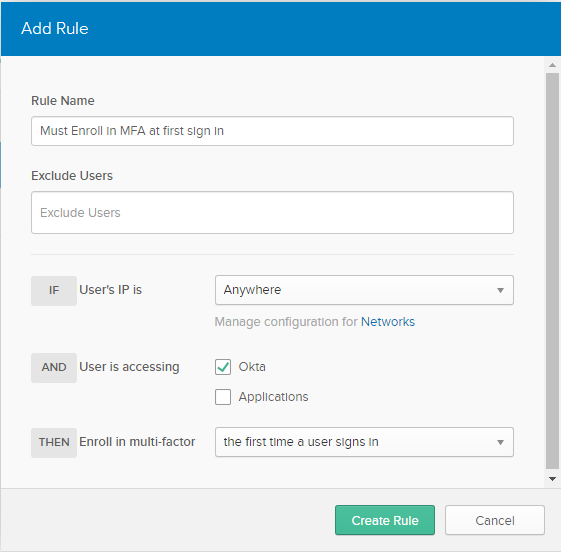 Add Rule
Rule Name
Must Enroll in MFA at first sign in
Exclude Users
Exclude Users
IF User's IP is Anywhere
Manage configuration for Networks
AND User is accessing Okta
Applications
THEN Enroll in multi-factor the first time a user signs in
Create Rule Cancel